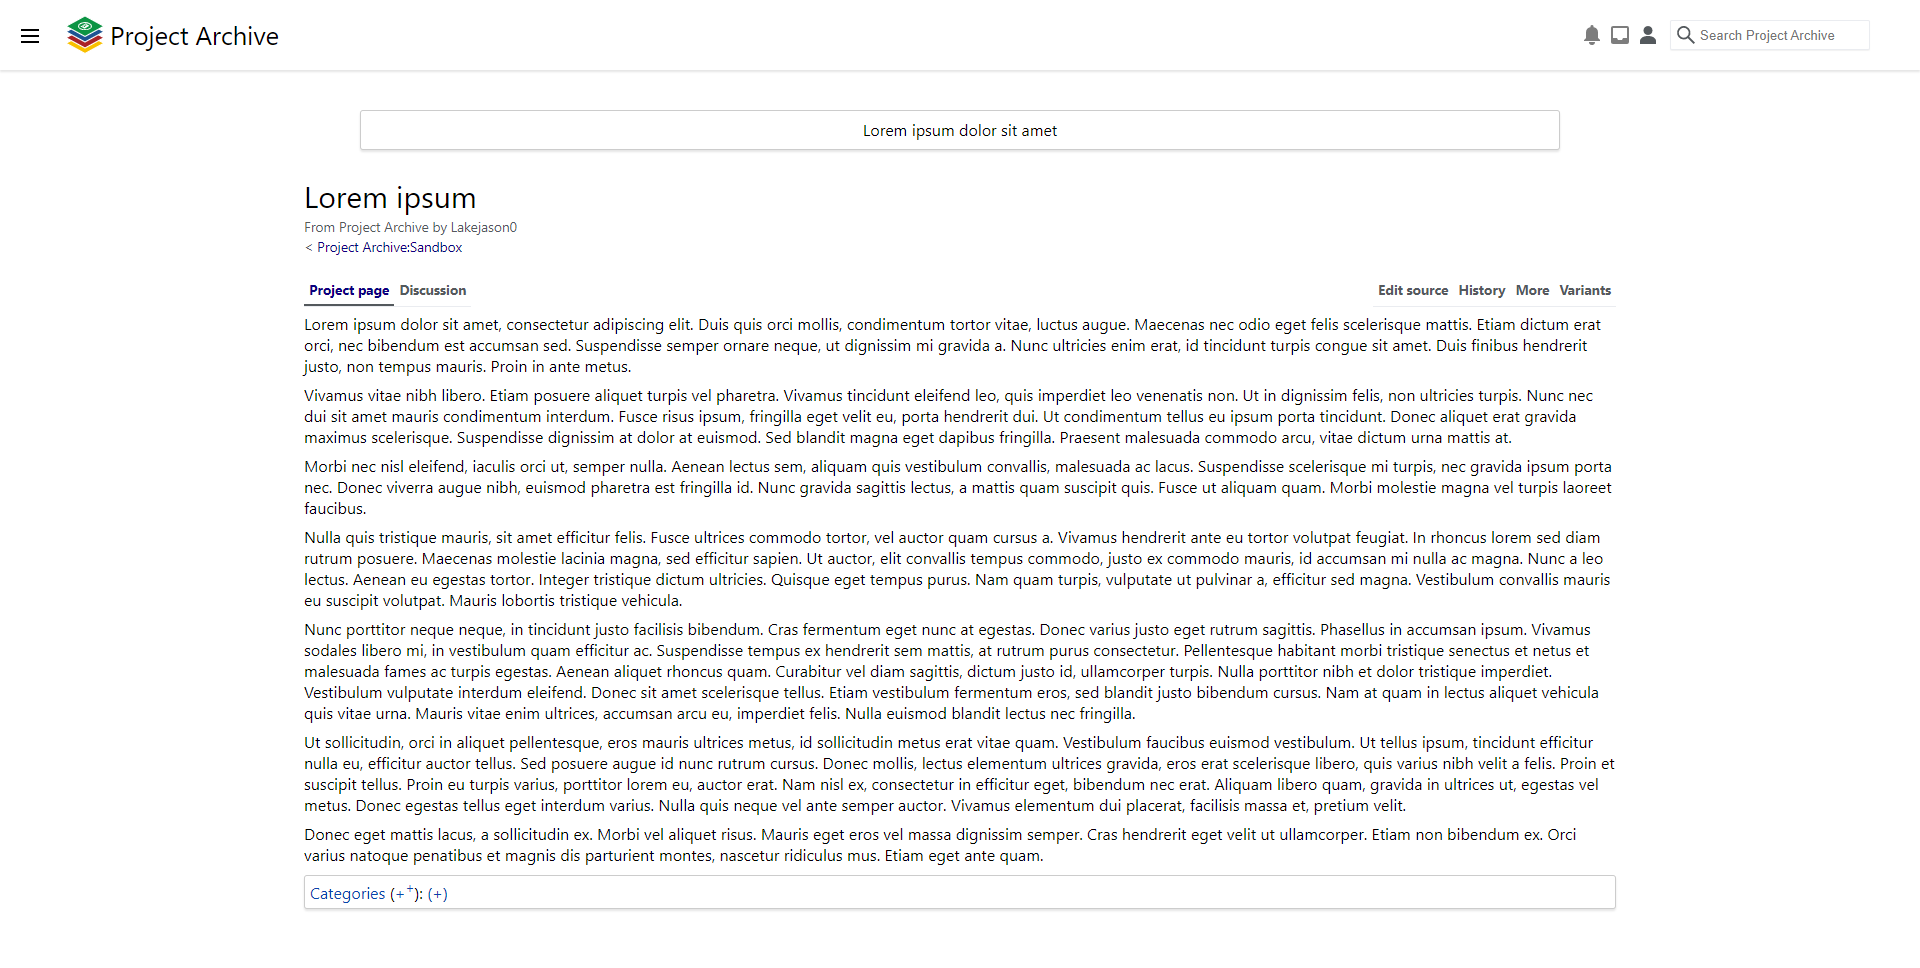 Project Archive
Search Project Archive
Lorem ipsum dolor sit amet
Lorem ipsum
From Project Archive by Lakejason0
< Project Archive:Sandbox
Project page Discussion
Edit source History More Variants
Lorem ipsum dolor sit amet, consectetur adipiscing elit. Duis quis orci mollis, condimentum tortor vitae, luctus augue. Maecenas nec odio eget felis scelerisque mattis. Etiam dictum erat
orci, nec bibendum est accumsan sed. Suspendisse semper ornare neque, ut dignissim mi gravida a. Nunc ultricies enim erat, id tincidunt turpis congue sit amet. Duis finibus hendrerit
justo, non tempus mauris. Proin in ante metus.
Vivamus vitae nibh libero. Etiam posuere aliquet turpis vel pharetra. Vivamus tincidunt eleifend leo, quis imperdiet leo venenatis non. Ut in dignissim felis, non ultricies turpis. Nunc nec
dui sit amet mauris condimentum interdum. Fusce risus ipsum, fringilla eget velit eu, porta hendrerit dui. Ut condimentum tellus eu ipsum porta tincidunt. Donec aliquet erat gravida
maximus scelerisque. Suspendisse dignissim at dolor at euismod. Sed blandit magna eget dapibus fringilla. Praesent malesuada commodo arcu, vitae dictum urna mattis at.
Morbi nec nisl eleifend, iaculis orci ut, semper nulla. Aenean lectus sem, aliquam quis vestibulum convallis, malesuada ac lacus. Suspendisse scelerisque mi turpis, nec gravida ipsum porta
nec. Donec viverra augue nibh, euismod pharetra est fringilla id. Nunc gravida sagittis lectus, a mattis quam suscipit quis. Fusce ut aliquam quam. Morbi molestie magna vel turpis laoreet
faucibus.
Nulla quis tristique mauris, sit amet efficitur felis. Fusce ultrices commodo tortor, vel auctor quam cursus a. Vivamus hendrerit ante eu tortor volutpat feugiat. In rhoncus lorem sed diam
rutrum posuere. Maecenas molestie lacinia magna, sed efficitur sapien. Ut auctor, elit convallis tempus commodo, justo ex commodo mauris, id accumsan mi nulla ac magna. Nunc a leo
lectus. Aenean eu egestas tortor. Integer tristique dictum ultricies. Quisque eget tempus purus. Nam quam turpis, vulputate ut pulvinar a, efficitur sed magna. Vestibulum convallis mauris
eu suscipit volutpat. Mauris lobortis tristique vehicula.
Nunc porttitor neque neque, in tincidunt justo facilisis bibendum. Cras fermentum eget nunc at egestas. Donec varius justo eget rutrum sagittis. Phasellus in accumsan ipsum. Vivamus
sodales libero mi, in vestibulum quam efficitur ac. Suspendisse tempus ex hendrerit sem mattis, at rutrum purus consectetur. Pellentesque habitant morbi tristique senectus et netus et
malesuada fames ac turpis egestas. Aenean aliquet rhoncus quam. Curabitur vel diam sagittis, dictum justo id, ullamcorper turpis. Nulla porttitor nibh et dolor tristique imperdiet.
Vestibulum vulputate interdum eleifend. Donec sit amet scelerisque tellus. Etiam vestibulum fermentum eros, sed blandit justo bibendum cursus. Nam at quam in lectus aliquet vehicula
quis vitae urna. Mauris vitae enim ultrices, accumsan arcu eu, imperdiet felis. Nulla euismod blandit lectus nec fringilla.
Ut sollicitudin, orci in aliquet pellentesque, eros mauris ultrices metus, id sollicitudin metus erat vitae quam. Vestibulum faucibus euismod vestibulum. Ut tellus ipsum, tincidunt efficitur
nulla eu, efficitur auctor tellus. Sed posuere augue id nunc rutrum cursus. Donec mollis, lectus elementum ultrices gravida, eros erat scelerisque libero, quis varius nibh velit a felis. Proin et
suscipit tellus. Proin eu turpis varius, porttitor lorem eu, auctor erat. Nam nisl ex, consectetur in efficitur eget, bibendum nec erat. Aliquam libero quam, gravida in ultrices ut, egestas vel
metus. Donec egestas tellus eget interdum varius. Nulla quis neque vel ante semper auctor. Vivamus elementum dui placerat, facilisis massa et, pretium velit.
Donec eget mattis lacus, a sollicitudin ex. Morbi vel aliquet risus. Mauris eget eros vel massa dignissim semper. Cras hendrerit eget velit ut ullamcorper. Etiam non bibendum ex. Orci
varius natoque penatibus et magnis dis parturient montes, nascetur ridiculus mus. Etiam eget ante quam.
Categories (+⁺): (+)